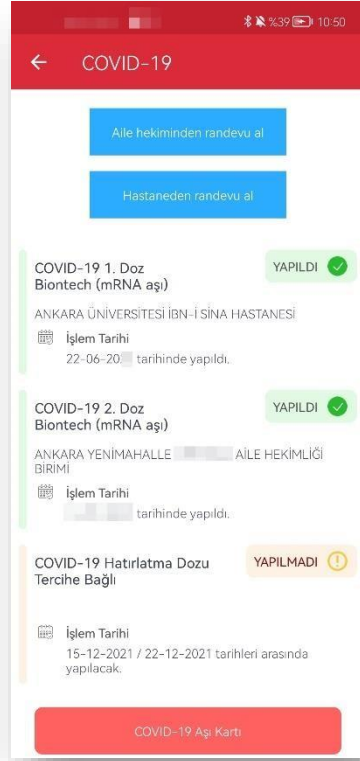 %39 10:50
COVID-19
Aile hekiminden randevu al
Hastaneden randevu al
COVID-19 1. Doz
Biontech (mRNA aşı)
YAPILDI
ANKARA ÜNİVERSİTESİ İBN-İ SİNA HASTANESİ
İşlem Tarihi
22-06-20 tarihinde yapıldı.
COVID-19 2. Doz
Biontech (mRNA aşı)
YAPILDI
ANKARA YENİMAHALLE AİLE HEKİMLİĞİ
BİRİMİ
İşlem Tarihi
tarihinde yapıldı.
COVID-19 Hatırlatma Dozu
Tercihe Bağlı
YAPILMADI
İşlem Tarihi
15-12-2021 / 22-12-2021 tarihleri arasında
yapılacak.
COVID-19 Aşı Kartı